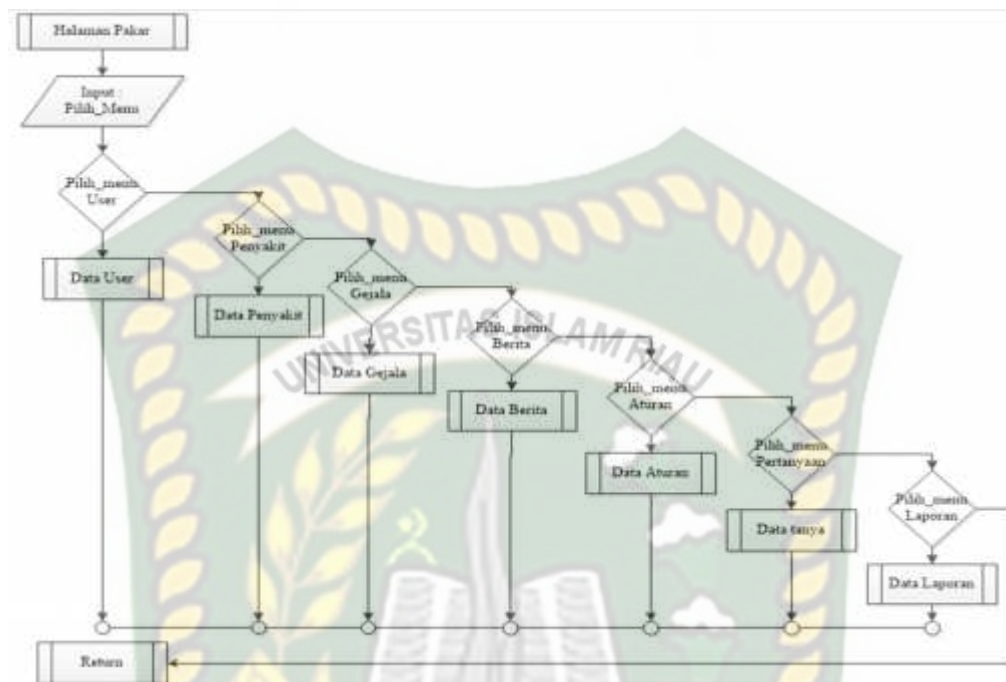 Halaman Pakar
Input :
Pilih_Menu
Pilih_menu
User
Data User
Pilih_menu
Penyakit
Data Penyakit
Pilih_menu
Gejala
Data Gejala
Pilih_menu
Berita
Data Berita
Pilih_menu
Aturan
Data Aturan
Pilih_menu
Pertanyaan
Data tanya
Pilih_menu
Laporan
Data Laporan
Return
UNIVERSITAS ISLAM RIAU